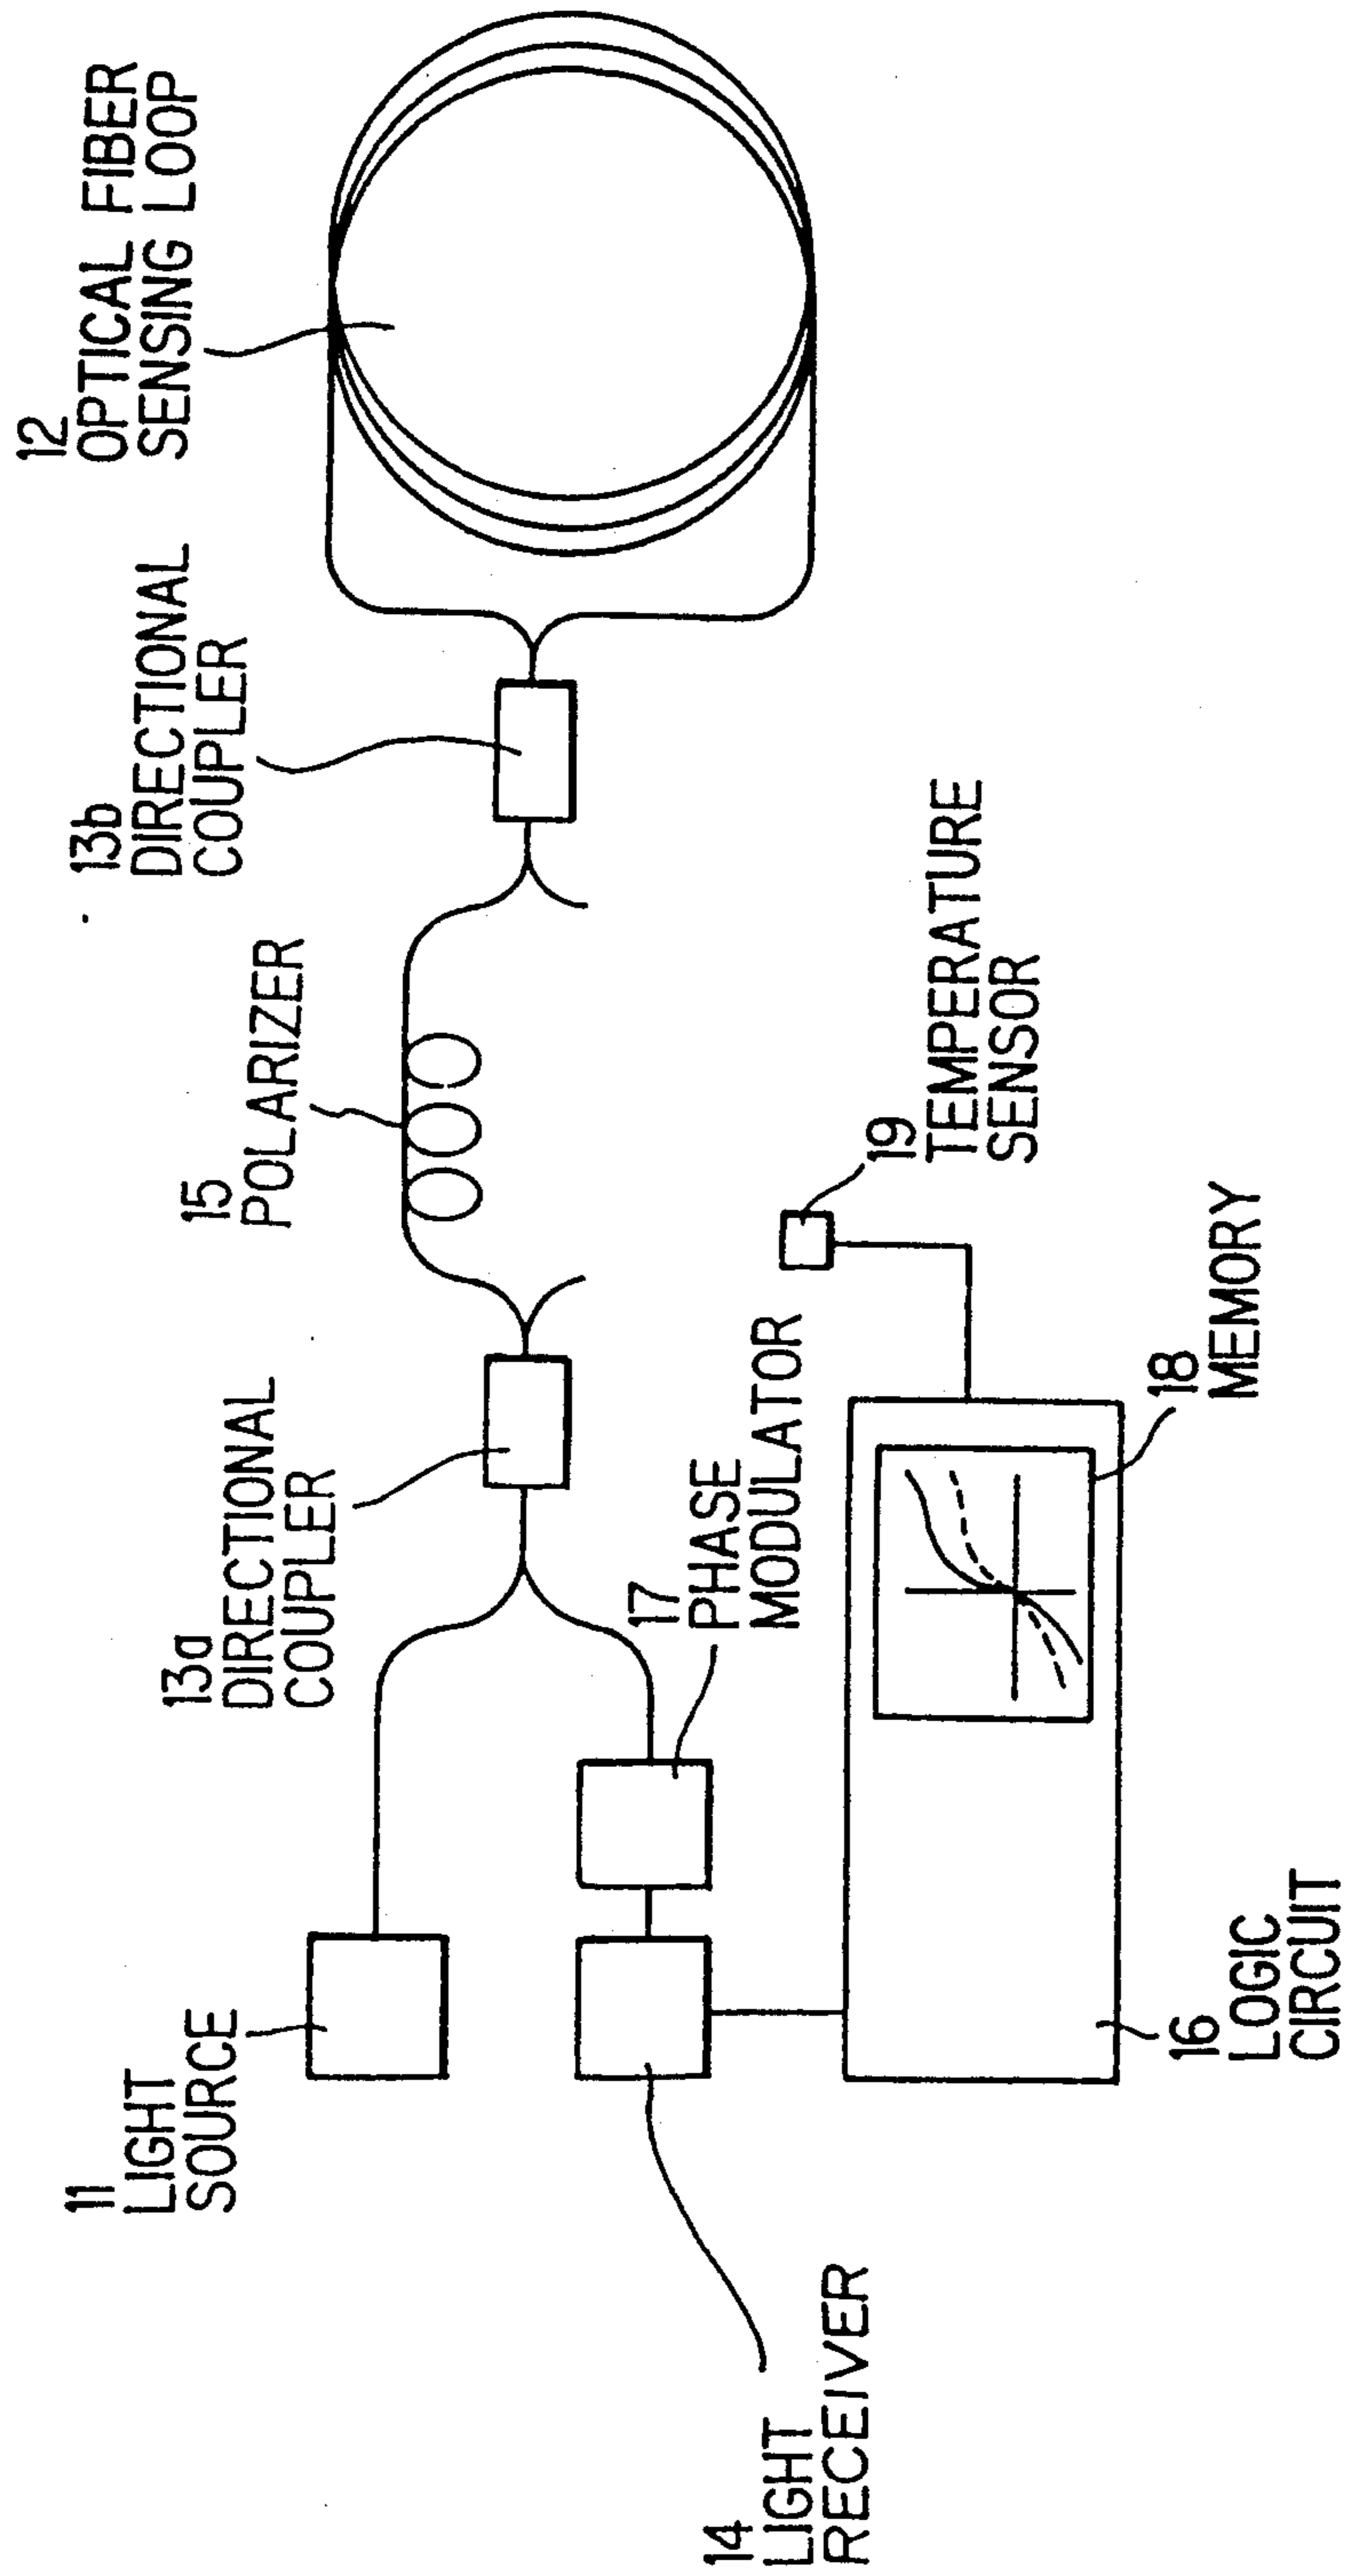 11
LIGHT
SOURCE
13a
DIRECTIONAL
COUPLER
15
POLARIZER
13b
DIRECTIONAL
COUPLER
12
OPTICAL FIBER
SENSING LOOP
14
LIGHT
RECEIVER
17
PHASE
MODULATOR
19
TEMPERATURE
SENSOR
16
LOGIC
CIRCUIT
18
MEMORY